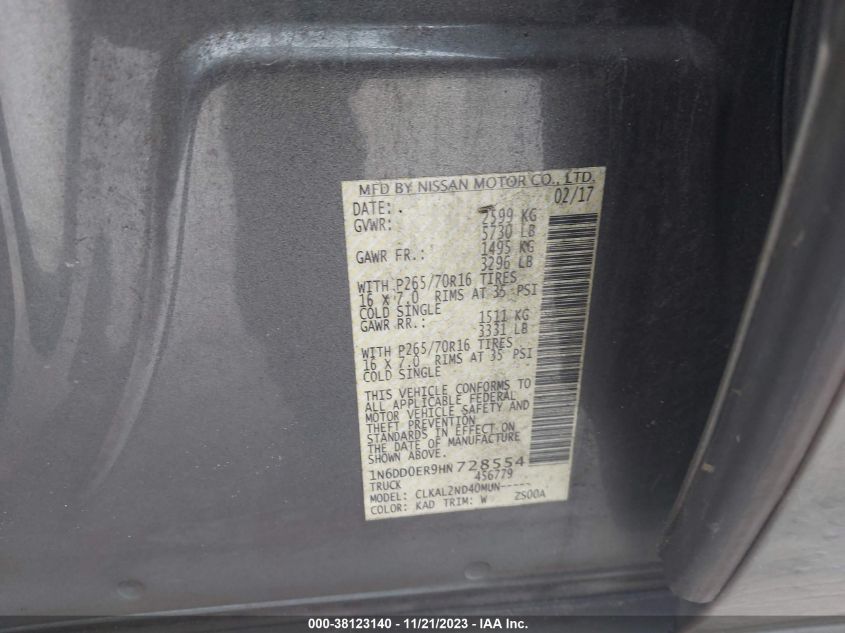 MFD BY NISSAN MOTOR CO., LTD.
DATE: . 02/17
GVWR: 2599 KG
5730 LB
GAWR FR.: 1495 KG
3296 LB
WITH P265/70R16 TIRES
16 X 7.0 RIMS AT 35 PSI
COLD SINGLE
GAWR RR.: 1511 KG
3331 LB
WITH P265/70R16 TIRES
16 X 7.0 RIMS AT 35 PSI
COLD SINGLE
THIS VEHICLE CONFORMS TO
ALL APPLICABLE FEDERAL
MOTOR VEHICLE SAFETY AND
THEFT PREVENTION
STANDARDS IN EFFECT ON
THE DATE OF MANUFACTURE
SHOWN ABOVE.
1N6DD0ER9HN728554
TRUCK 456779
MODEL: CLKAL2ND40MUN-----
COLOR: KAD TRIM: W ZS00A
000-38123140 - 11/21/2023 - IAA Inc.